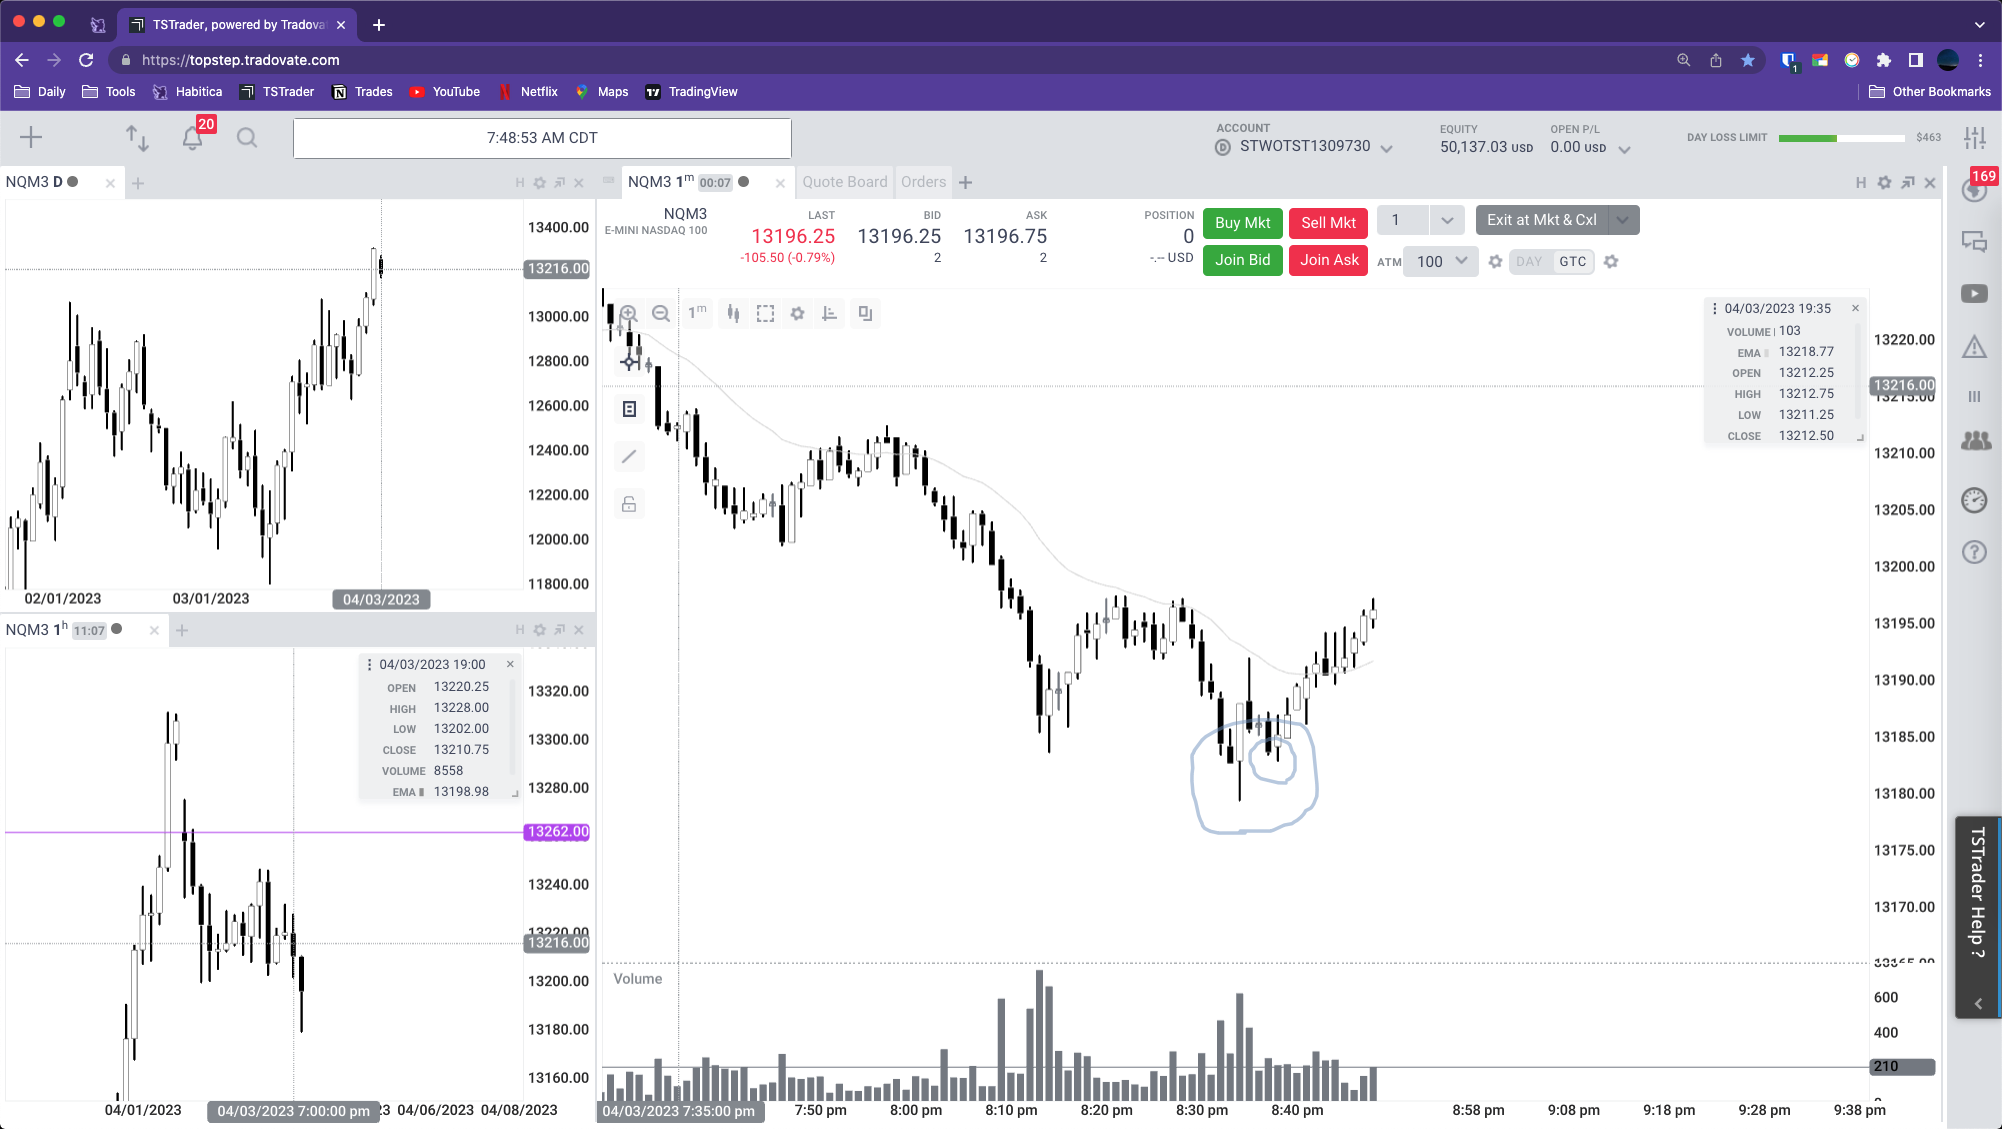 TSTrader, powered by Tradova
https://topstep.tradovate.com
1
Daily Tools Habitica TSTrader Trades YouTube Netflix Maps TradingView Other Bookmarks
20
7:48:53 AM CDT
ACCOUNT
STWOTST1309730
EQUITY
50,137.03 USD
OPEN P/L
0.00 USD
DAY LOSS LIMIT $463
169
NQM3 D
H
13400.00
13216.00
13000.00
12800.00
12600.00
12400.00
12200.00
12000.00
11800.00
02/01/2023 03/01/2023 04/03/2023
NQM3 1h 11:07
H
04/03/2023 19:00
OPEN 13220.25
HIGH 13228.00
LOW 13202.00
CLOSE 13210.75
VOLUME 8558
EMA 13198.98
13320.00
13300.00
13280.00
13262.00
13240.00
13220.00
13216.00
13200.00
13180.00
13160.00
04/01/2023 04/03/2023 7:00:00 pm 04/06/2023 04/08/2023
NQM3 1m 00:07 Quote Board Orders
H
NQM3
E-MINI NASDAQ 100
LAST
13196.25
-105.50 (-0.79%)
BID
13196.25
2
ASK
13196.75
2
POSITION
0
-.-- USD
Buy Mkt Sell Mkt 1 Exit at Mkt & Cxl
Join Bid Join Ask ATM 100 DAY GTC
1m
04/03/2023 19:35
VOLUME 103
EMA 13218.77
OPEN 13212.25
HIGH 13212.75
LOW 13211.25
CLOSE 13212.50
13220.00
13216.00
13215.00
13210.00
13205.00
13200.00
13195.00
13190.00
13185.00
13180.00
13175.00
13170.00
13165.00
Volume
600
400
210
0
04/03/2023 7:35:00 pm 7:50 pm 8:00 pm 8:10 pm 8:20 pm 8:30 pm 8:40 pm 8:58 pm 9:08 pm 9:18 pm 9:28 pm 9:38 pm
TSTrader Help ?